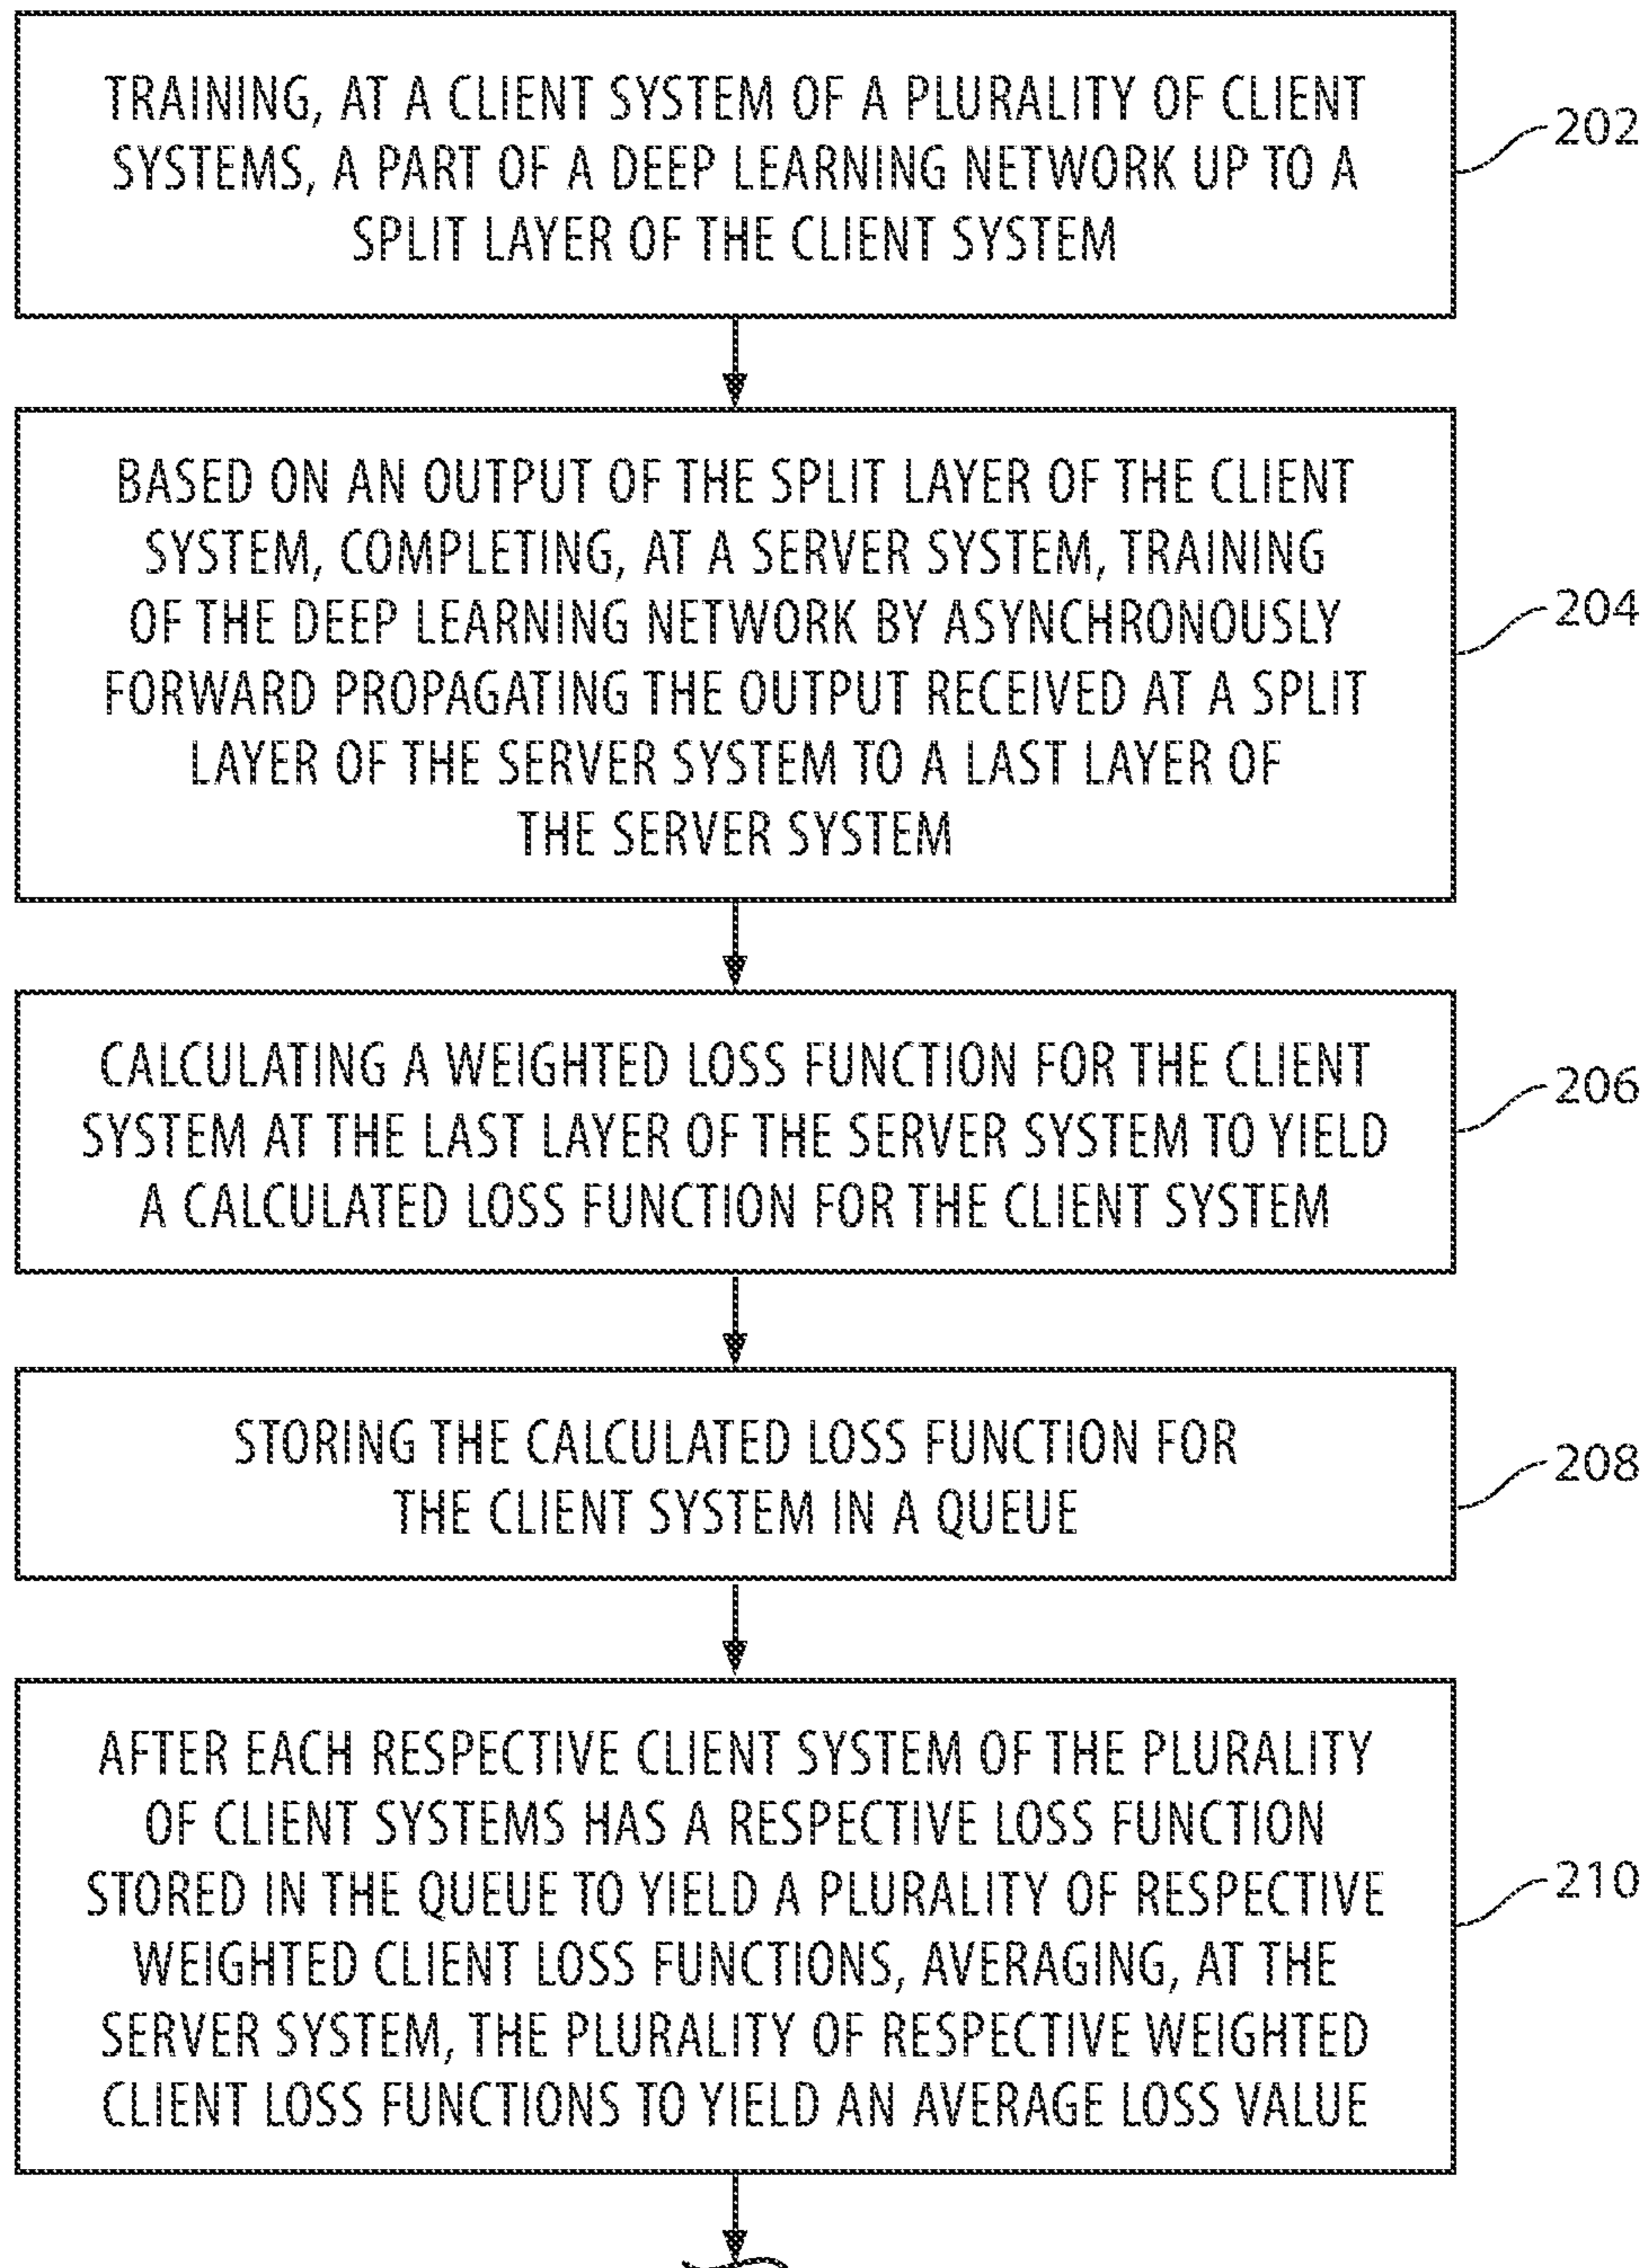 TRAINING, AT A CLIENT SYSTEM OF A PLURALITY OF CLIENT
SYSTEMS, A PART OF A DEEP LEARNING NETWORK UP TO A
SPLIT LAYER OF THE CLIENT SYSTEM
202
BASED ON AN OUTPUT OF THE SPLIT LAYER OF THE CLIENT
SYSTEM, COMPLETING, AT A SERVER SYSTEM, TRAINING
OF THE DEEP LEARNING NETWORK BY ASYNCHRONOUSLY
FORWARD PROPAGATING THE OUTPUT RECEIVED AT A SPLIT
LAYER OF THE SERVER SYSTEM TO A LAST LAYER OF
THE SERVER SYSTEM
204
CALCULATING A WEIGHTED LOSS FUNCTION FOR THE CLIENT
SYSTEM AT THE LAST LAYER OF THE SERVER SYSTEM TO YIELD
A CALCULATED LOSS FUNCTION FOR THE CLIENT SYSTEM
206
STORING THE CALCULATED LOSS FUNCTION FOR
THE CLIENT SYSTEM IN A QUEUE
208
AFTER EACH RESPECTIVE CLIENT SYSTEM OF THE PLURALITY
OF CLIENT SYSTEMS HAS A RESPECTIVE LOSS FUNCTION
STORED IN THE QUEUE TO YIELD A PLURALITY OF RESPECTIVE
WEIGHTED CLIENT LOSS FUNCTIONS, AVERAGING, AT THE
SERVER SYSTEM, THE PLURALITY OF RESPECTIVE WEIGHTED
CLIENT LOSS FUNCTIONS TO YIELD AN AVERAGE LOSS VALUE
210